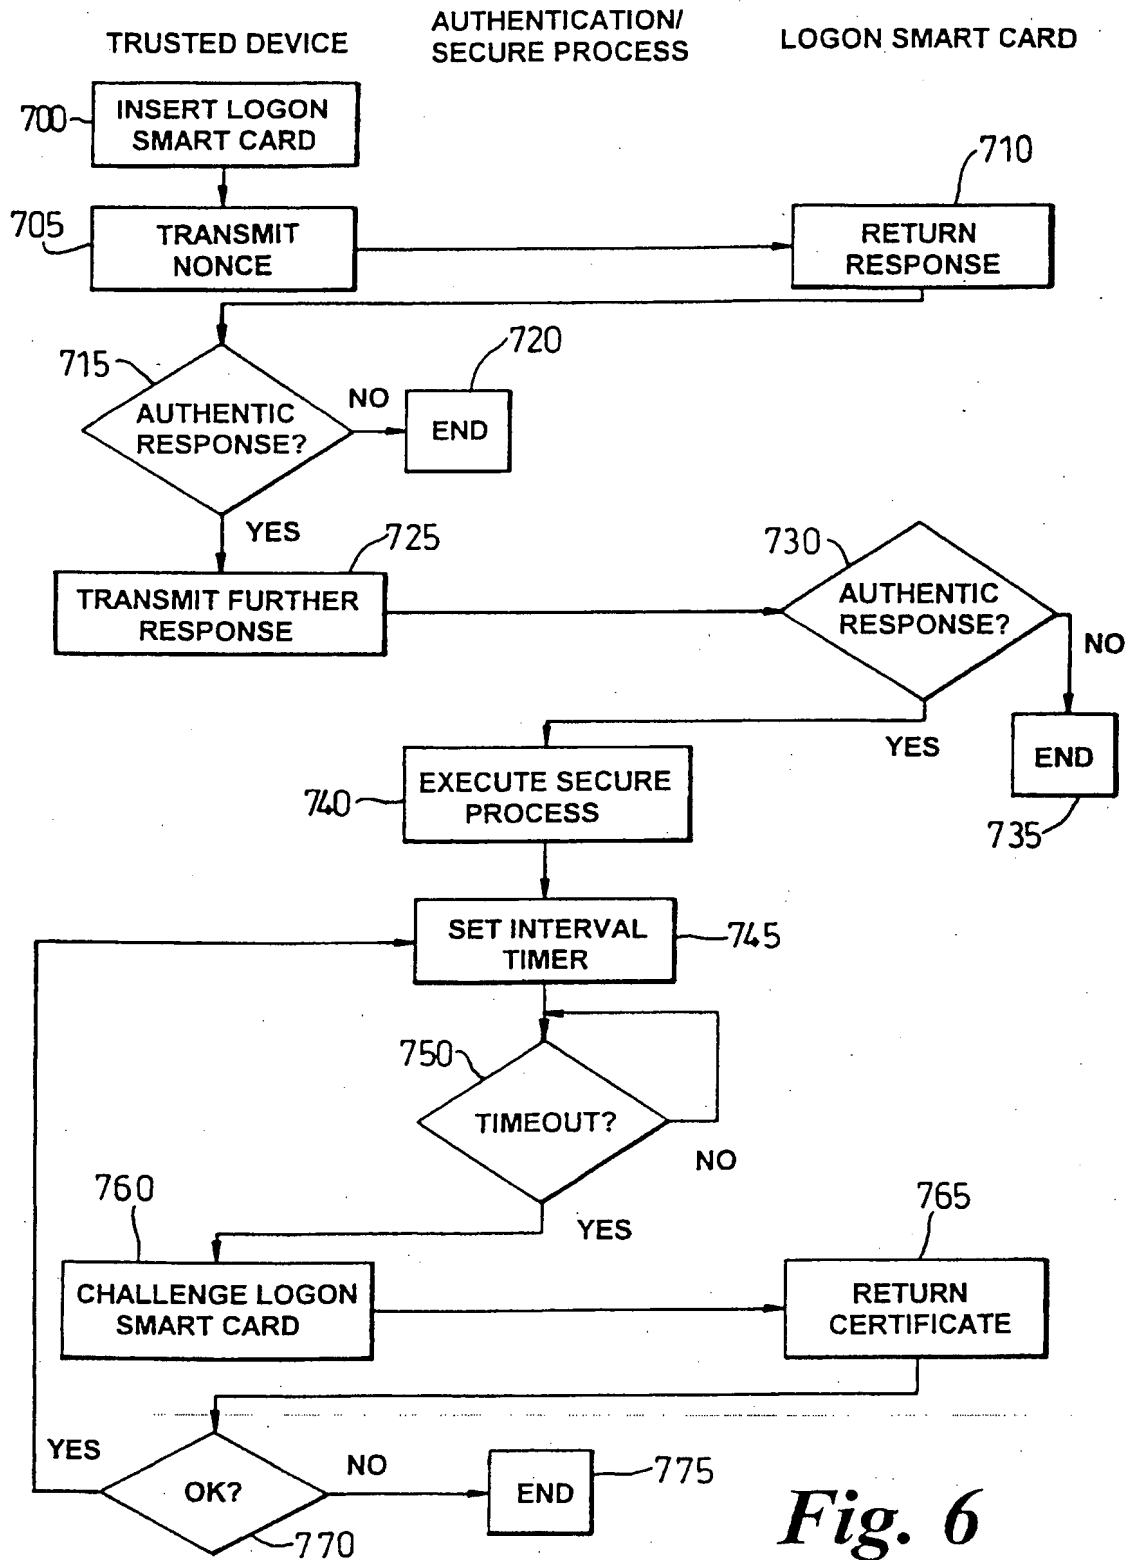 TRUSTED DEVICE
AUTHENTICATION/
SECURE PROCESS
LOGON SMART CARD
700
INSERT LOGON
SMART CARD
705
TRANSMIT
NONCE
710
RETURN
RESPONSE
715
AUTHENTIC
RESPONSE?
NO
720
END
YES
725
TRANSMIT FURTHER
RESPONSE
730
AUTHENTIC
RESPONSE?
NO
YES
END
735
740
EXECUTE SECURE
PROCESS
SET INTERVAL
TIMER
745
750
TIMEOUT?
NO
YES
760
CHALLENGE LOGON
SMART CARD
765
RETURN
CERTIFICATE
YES
OK?
NO
770
END
775
Fig. 6